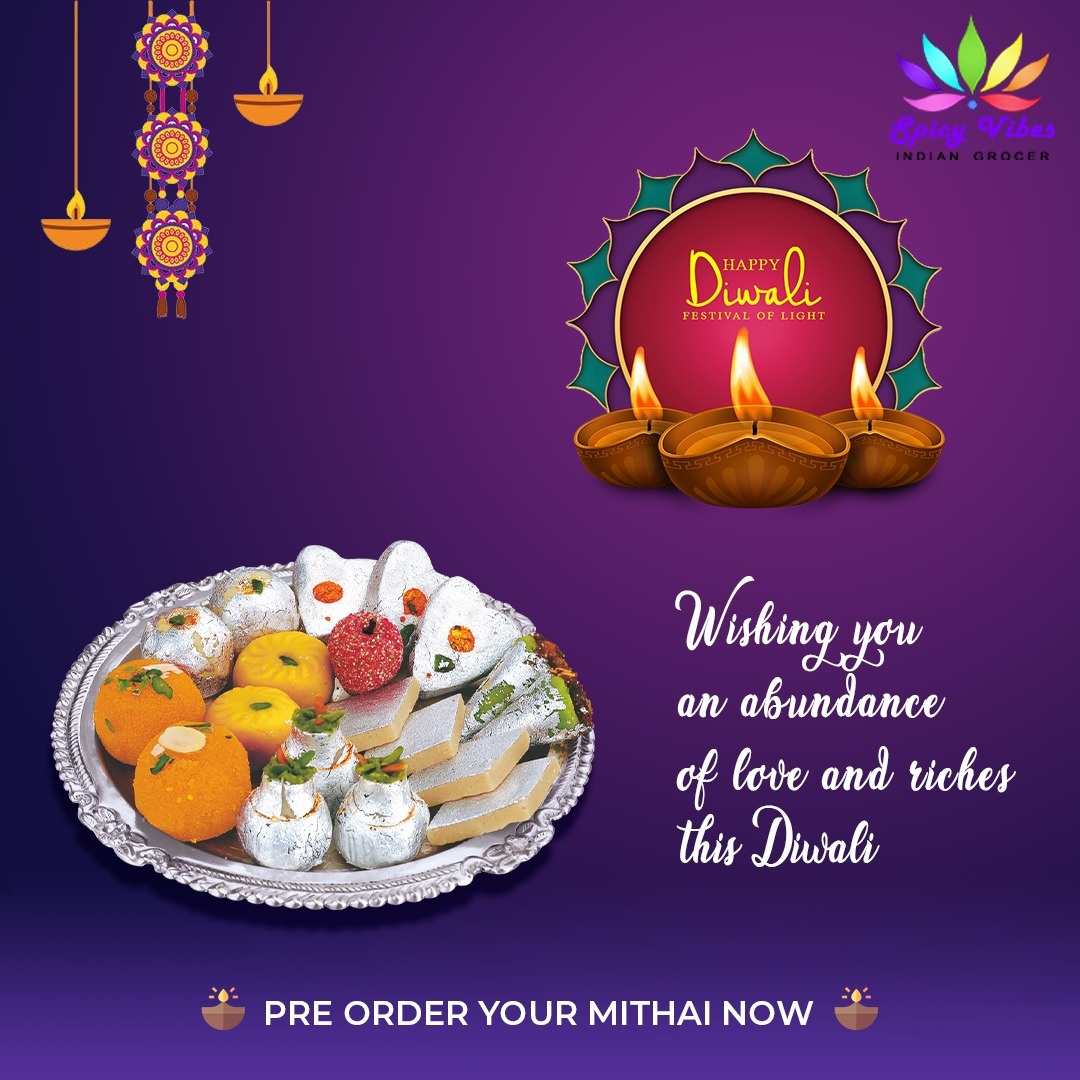 Spicy Vibes
INDIAN GROCER
HAPPY
Diwali
FESTIVAL OF LIGHT
Wishing you
an abundance
of love and riches
this Diwali
PRE ORDER YOUR MITHAI NOW